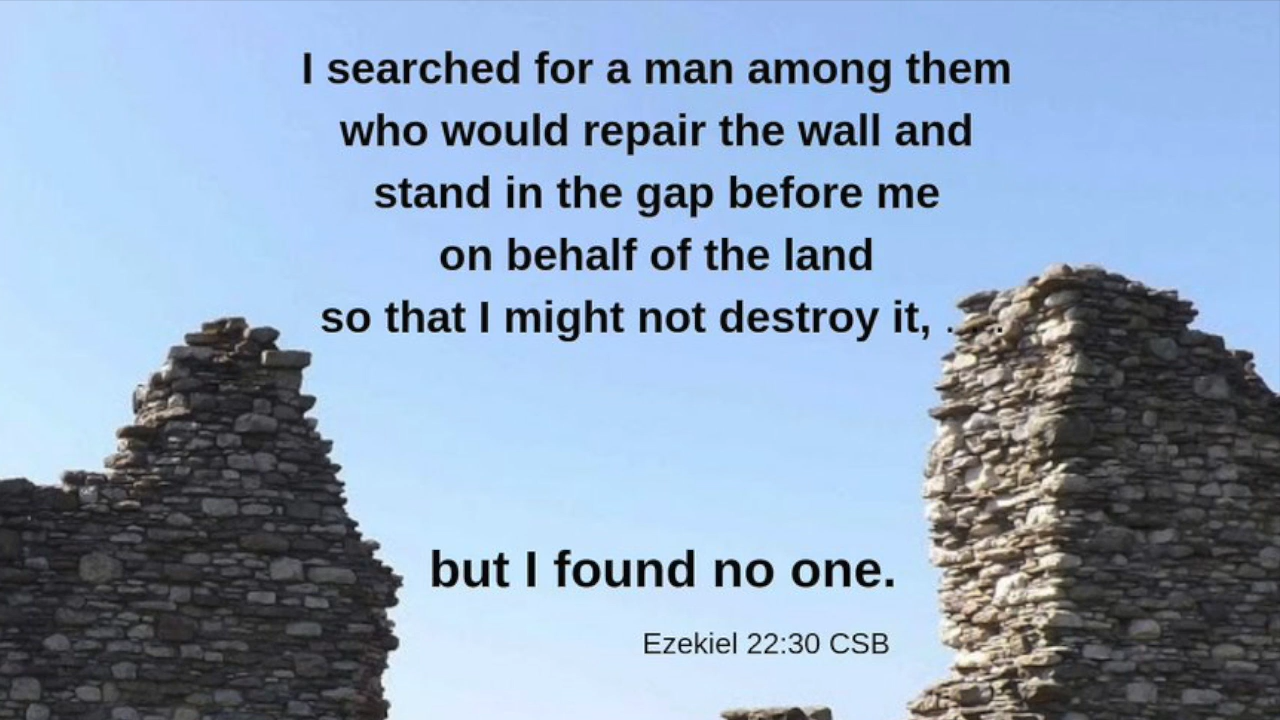 I searched for a man among them
who would repair the wall and
stand in the gap before me
on behalf of the land
so that I might not destroy it, . . .
but I found no one.
Ezekiel 22:30 CSB